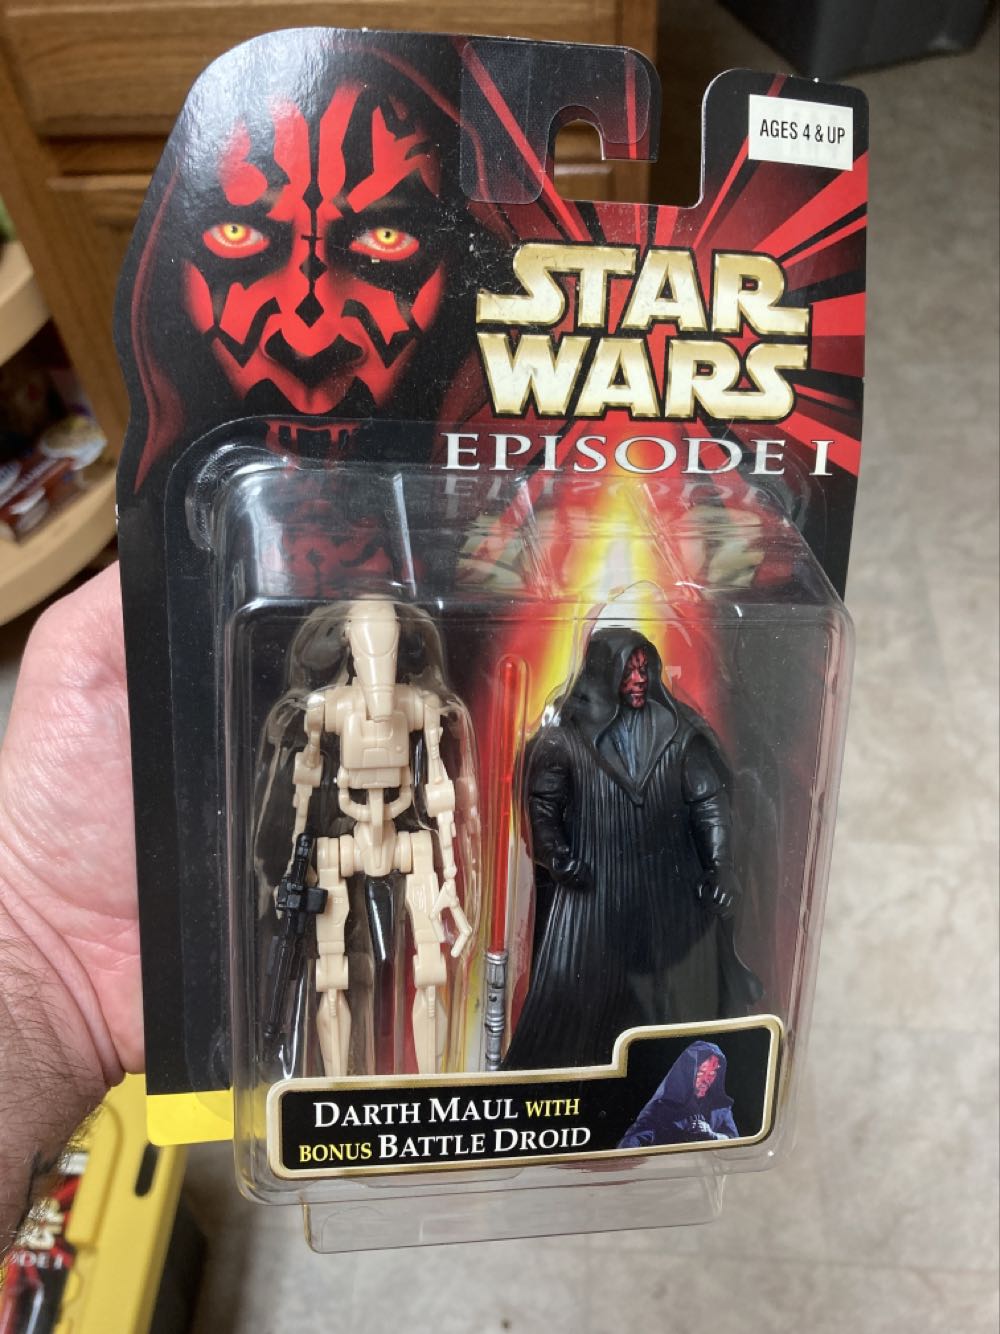 AGES 4 & UP
STAR
WARS
EPISODE I
DARTH MAUL WITH
BONUS BATTLE DROID